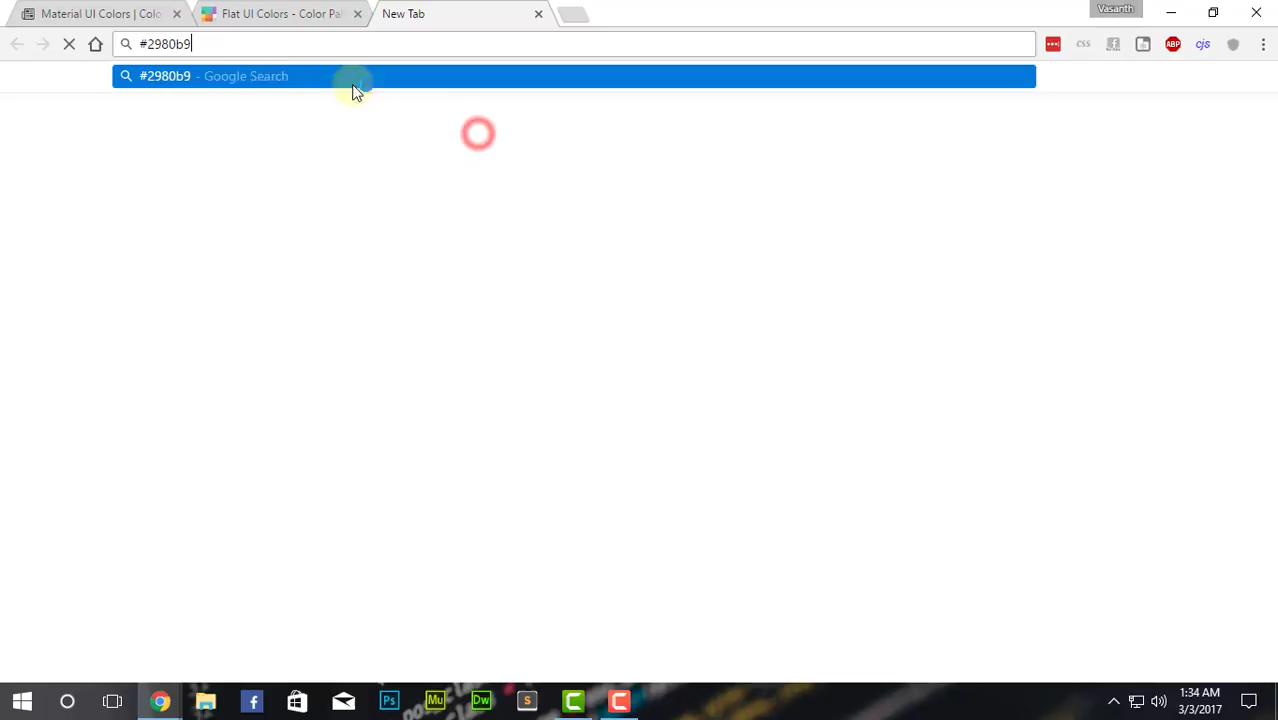 Material UI Colors | Colo
Flat UI Colors - Color Pal
New Tab
Vasanth
#2980b9
css
ABP
cjs
#2980b9 - Google Search
Ps
Mu
Dw
S
1:34 AM
3/3/2017